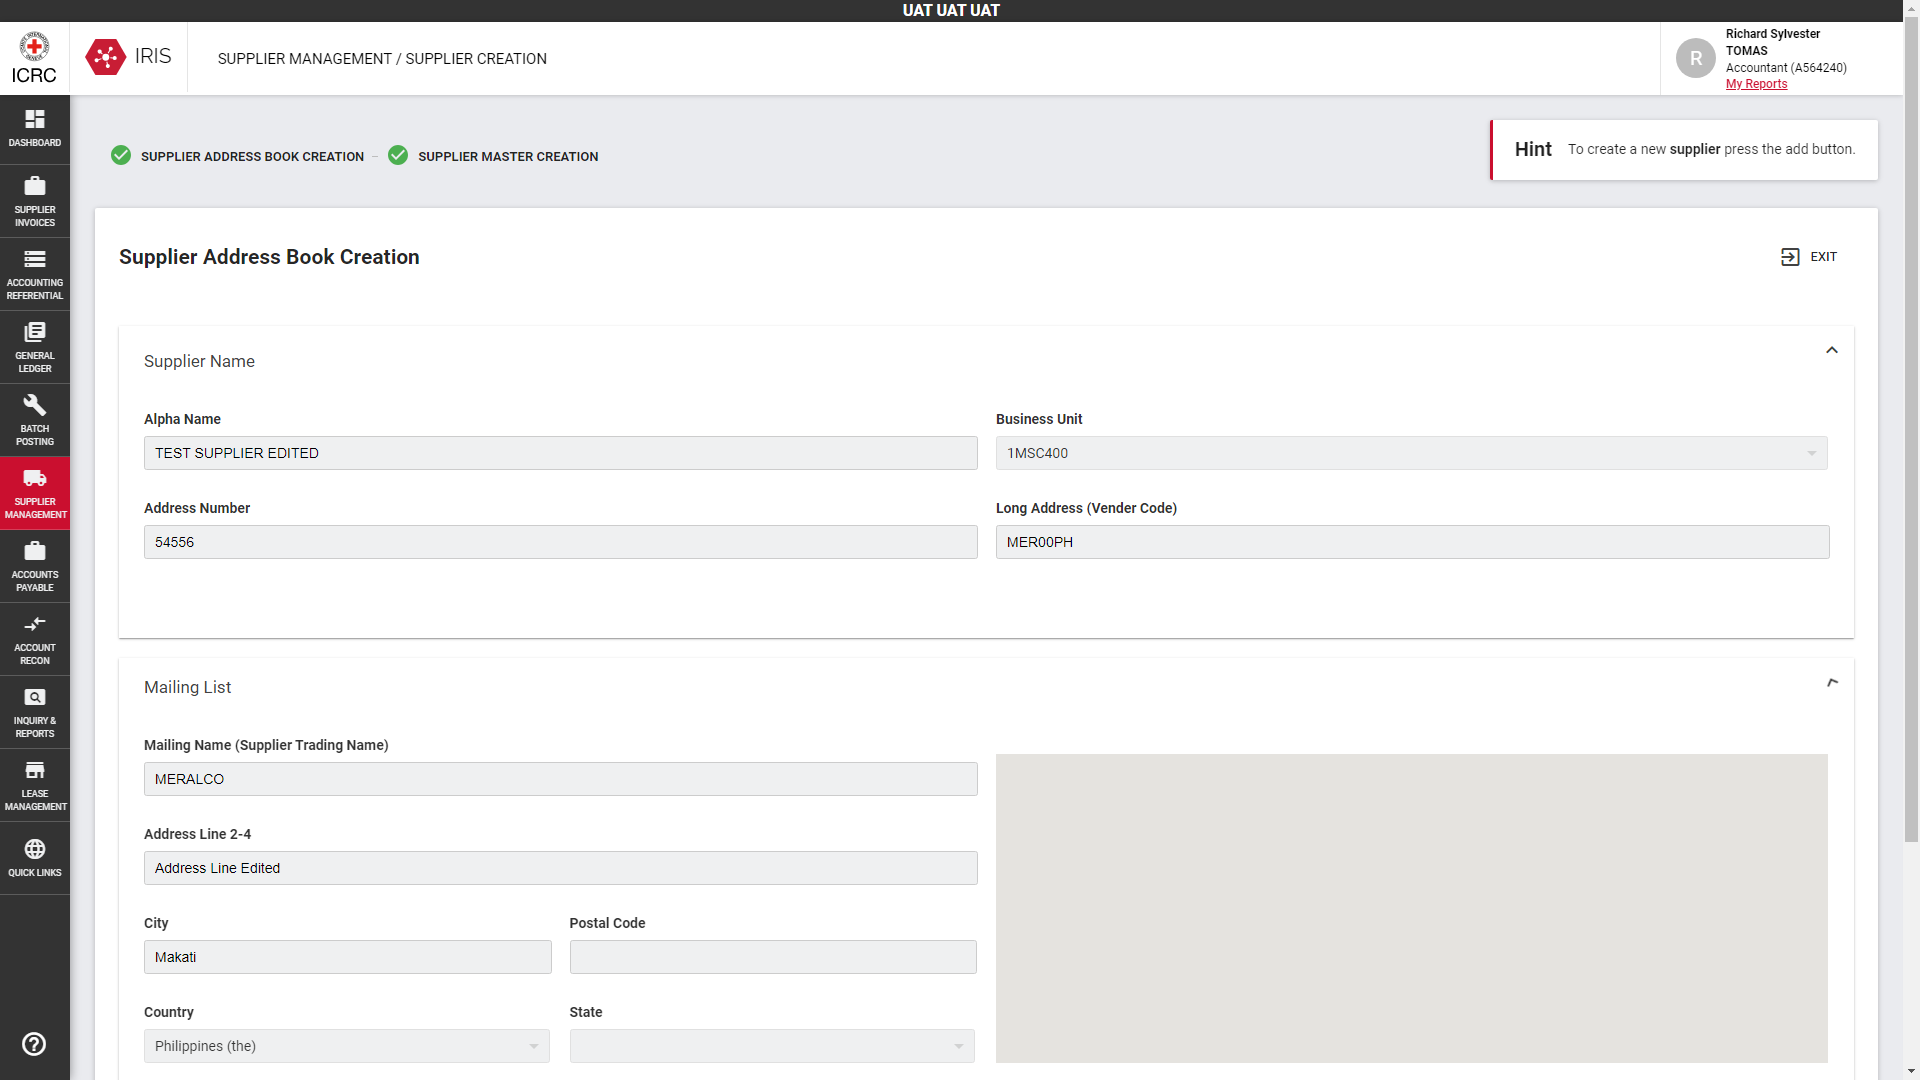 UAT UAT UAT
ICRC
IRIS
SUPPLIER MANAGEMENT / SUPPLIER CREATION
R
Richard Sylvester
TOMAS
Accountant (A564240)
My Reports
DASHBOARD
SUPPLIER
INVOICES
ACCOUNTING
REFERENTIAL
GENERAL
LEDGER
BATCH
POSTING
SUPPLIER
MANAGEMENT
ACCOUNTS
PAYABLE
ACCOUNT
RECON
INQUIRY &
REPORTS
LEASE
MANAGEMENT
QUICK LINKS
SUPPLIER ADDRESS BOOK CREATION – SUPPLIER MASTER CREATION
Hint To create a new supplier press the add button.
Supplier Address Book Creation
EXIT
Supplier Name
Alpha Name
TEST SUPPLIER EDITED
Business Unit
1MSC400
Address Number
54556
Long Address (Vender Code)
MER00PH
Mailing List
Mailing Name (Supplier Trading Name)
MERALCO
Address Line 2-4
Address Line Edited
City
Makati
Postal Code
Country
Philippines (the)
State